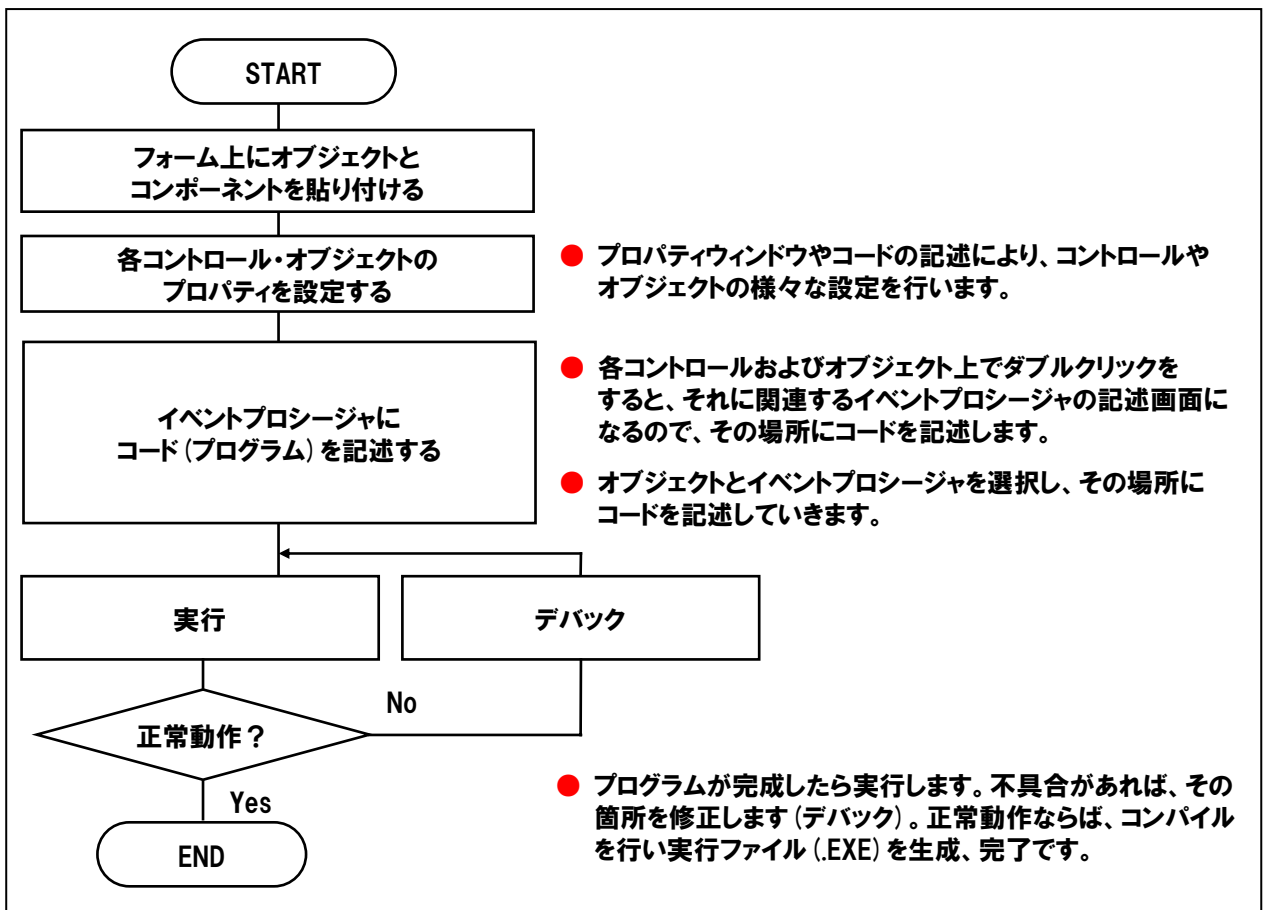 START
フォーム上にオブジェクトと
コンポーネントを貼り付ける
各コントロール・オブジェクトの
プロパティを設定する
● プロパティウィンドウやコードの記述により、コントロールや
オブジェクトの様々な設定を行います。
イベントプロシージャに
コード(プログラム)を記述する
● 各コントロールおよびオブジェクト上でダブルクリックを
すると、それに関連するイベントプロシージャの記述画面に
なるので、その場所にコードを記述します。
● オブジェクトとイベントプロシージャを選択し、その場所に
コードを記述していきます。
実行
デバック
正常動作?
No
Yes
END
● プログラムが完成したら実行します。不具合があれば、その
箇所を修正します(デバック)。正常動作ならば、コンパイル
を行い実行ファイル(.EXE)を生成、完了です。